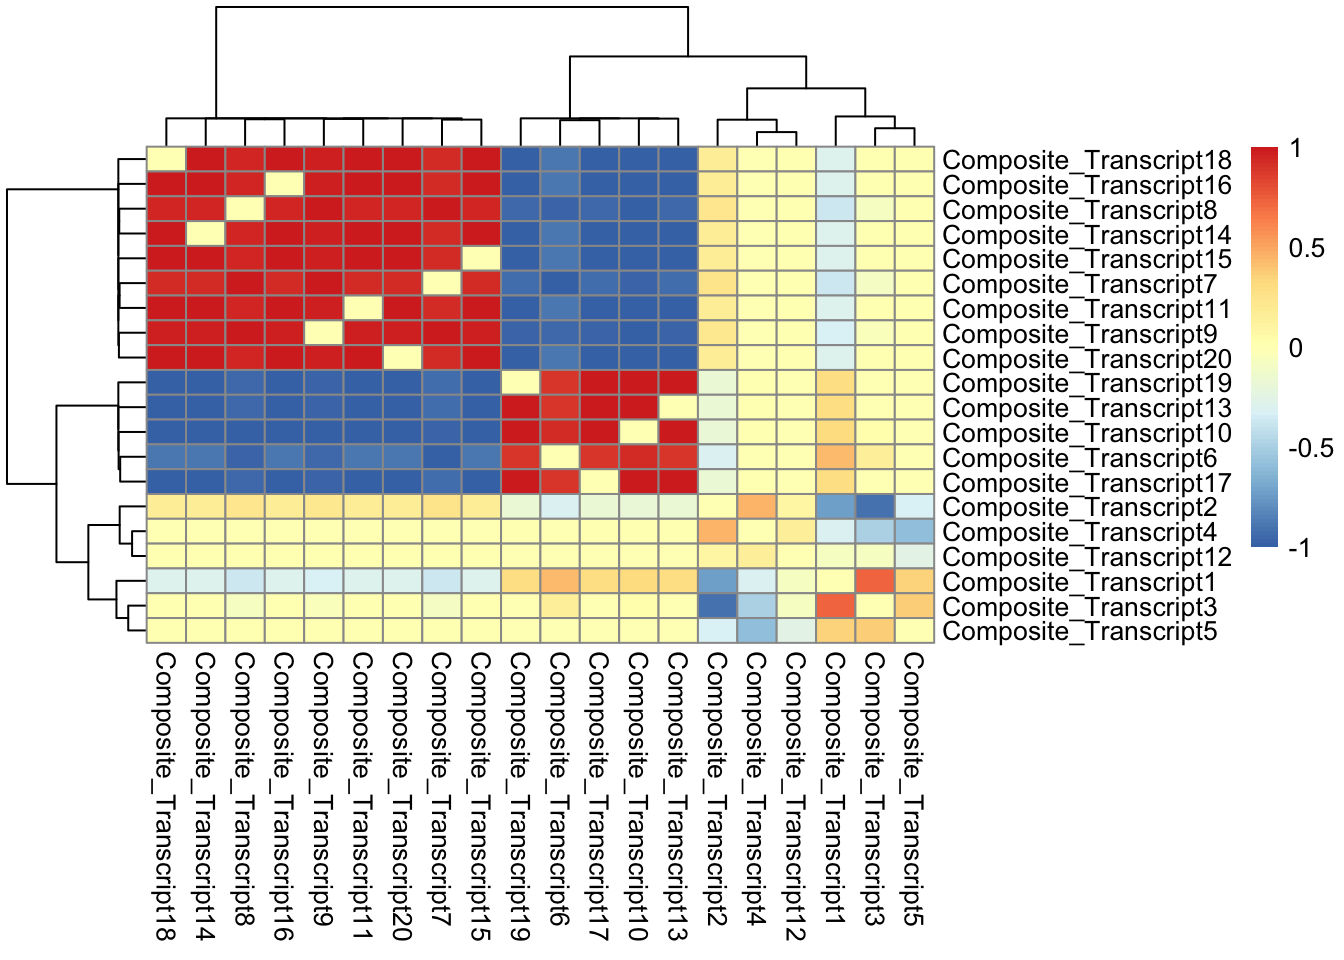 Composite_Transcript18
Composite_Transcript16
Composite_Transcript8
Composite_Transcript14
Composite_Transcript15
Composite_Transcript7
Composite_Transcript11
Composite_Transcript9
Composite_Transcript20
Composite_Transcript19
Composite_Transcript13
Composite_Transcript10
Composite_Transcript6
Composite_Transcript17
Composite_Transcript2
Composite_Transcript4
Composite_Transcript12
Composite_Transcript1
Composite_Transcript3
Composite_Transcript5
1
0.5
0
-0.5
-1
Composite_Transcript18
Composite_Transcript14
Composite_Transcript8
Composite_Transcript16
Composite_Transcript9
Composite_Transcript11
Composite_Transcript20
Composite_Transcript7
Composite_Transcript15
Composite_Transcript19
Composite_Transcript6
Composite_Transcript17
Composite_Transcript10
Composite_Transcript13
Composite_Transcript2
Composite_Transcript4
Composite_Transcript12
Composite_Transcript1
Composite_Transcript3
Composite_Transcript5